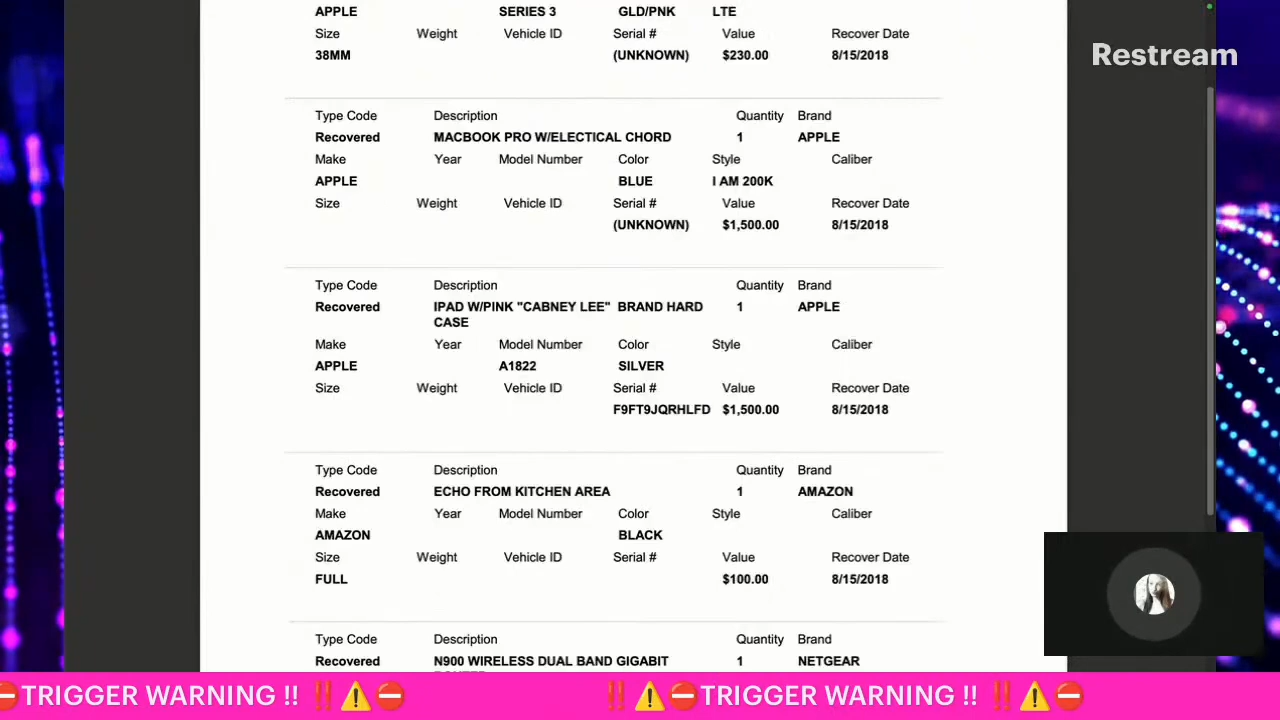 APPLE SERIES 3 GLD/PNK LTE
Size Weight Vehicle ID Serial # Value Recover Date
38MM (UNKNOWN) $230.00 8/15/2018
Restream
Type Code Description Quantity Brand
Recovered MACBOOK PRO W/ELECTICAL CHORD 1 APPLE
Make Year Model Number Color Style Caliber
APPLE BLUE I AM 200K
Size Weight Vehicle ID Serial # Value Recover Date
(UNKNOWN) $1,500.00 8/15/2018
Type Code Description Quantity Brand
Recovered IPAD W/PINK "CABNEY LEE" BRAND HARD 1 APPLE
CASE
Make Year Model Number Color Style Caliber
APPLE A1822 SILVER
Size Weight Vehicle ID Serial # Value Recover Date
F9FT9JQRHLFD $1,500.00 8/15/2018
Type Code Description Quantity Brand
Recovered ECHO FROM KITCHEN AREA 1 AMAZON
Make Year Model Number Color Style Caliber
AMAZON BLACK
Size Weight Vehicle ID Serial # Value Recover Date
FULL $100.00 8/15/2018
Type Code Description Quantity Brand
Recovered N900 WIRELESS DUAL BAND GIGABIT 1 NETGEAR
⛔TRIGGER WARNING !! ‼️⚠️⛔ ‼️⚠️⛔TRIGGER WARNING !! ‼️⚠️⛔